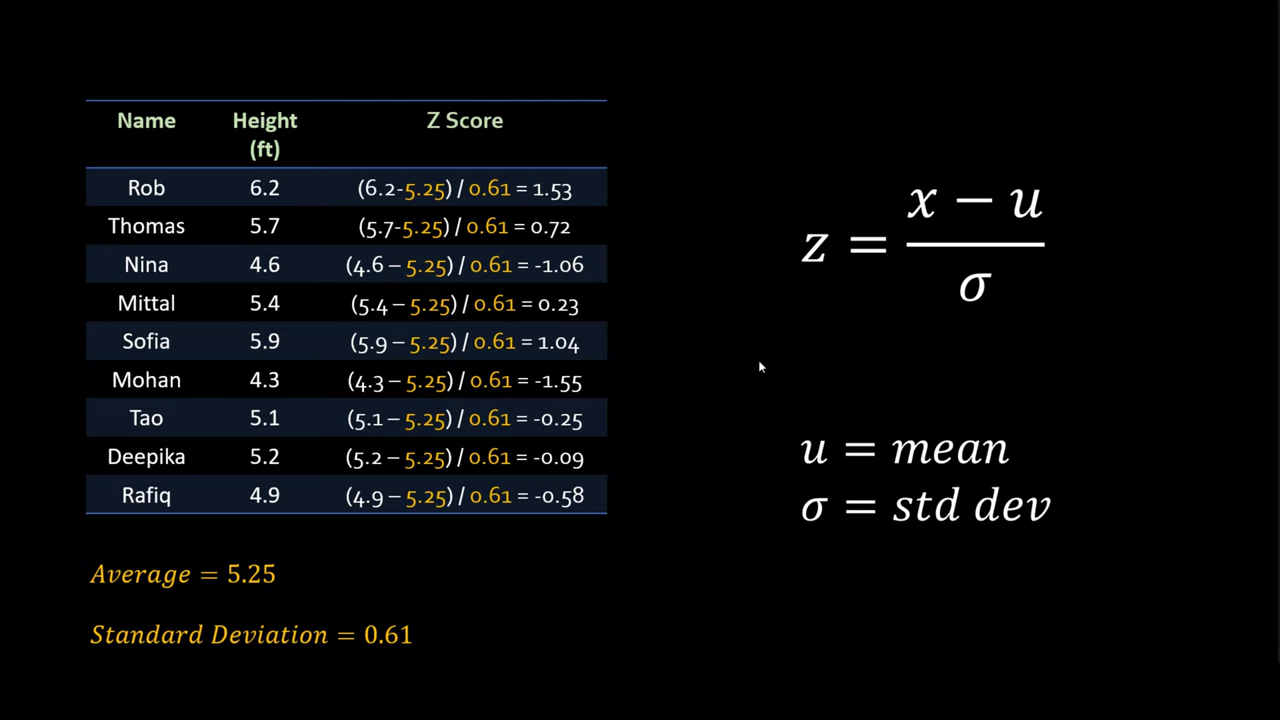 Name Height (ft) Z Score
Rob 6.2 (6.2-5.25) / 0.61 = 1.53
Thomas 5.7 (5.7-5.25) / 0.61 = 0.72
Nina 4.6 (4.6 – 5.25) / 0.61 = -1.06
Mittal 5.4 (5.4 – 5.25) / 0.61 = 0.23
Sofia 5.9 (5.9 – 5.25) / 0.61 = 1.04
Mohan 4.3 (4.3 – 5.25) / 0.61 = -1.55
Tao 5.1 (5.1 – 5.25) / 0.61 = -0.25
Deepika 5.2 (5.2 – 5.25) / 0.61 = -0.09
Rafiq 4.9 (4.9 – 5.25) / 0.61 = -0.58
Average = 5.25
Standard Deviation = 0.61
x − u
z =
σ
u = mean
σ = std dev